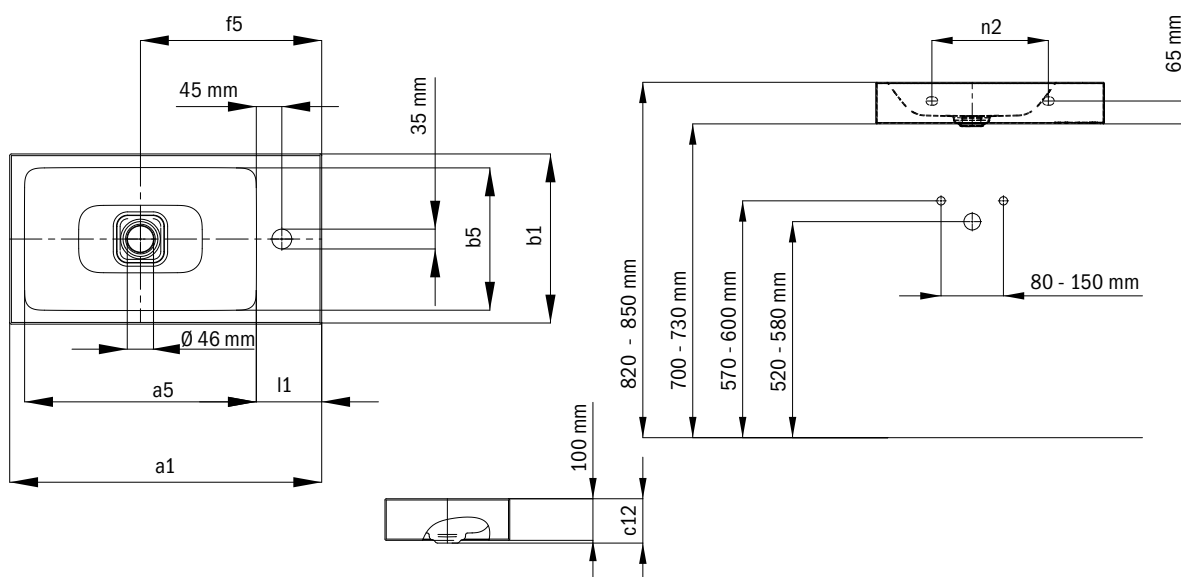 f5
45 mm
35 mm
b5
b1
Ø 46 mm
a5
l1
a1
100 mm
c12
n2
65 mm
820 - 850 mm
700 - 730 mm
570 - 600 mm
520 - 580 mm
80 - 150 mm